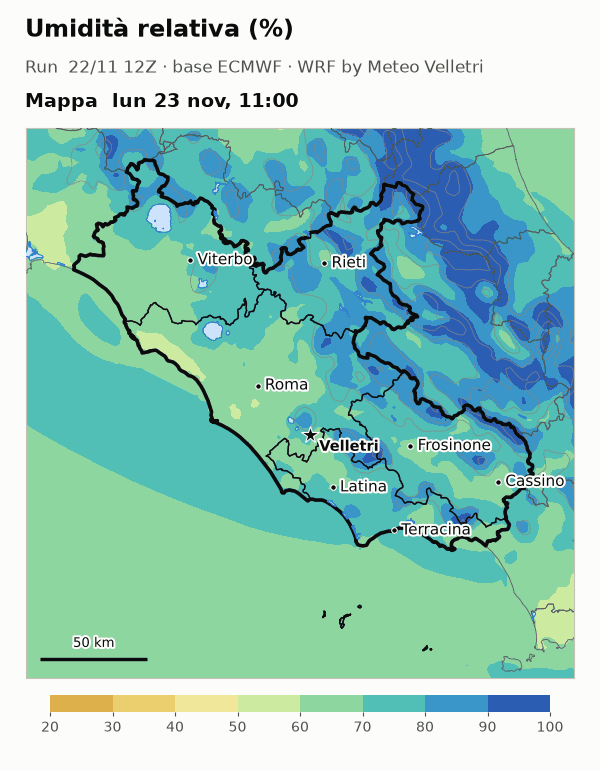 Umidità relativa (%)
Run  22/11 12Z · base ECMWF · WRF by Meteo Velletri
Mappa  lun 23 nov, 11:00
Viterbo
Rieti
Roma
Velletri
Frosinone
Cassino
Latina
Terracina
50 km
20 30 40 50 60 70 80 90 100